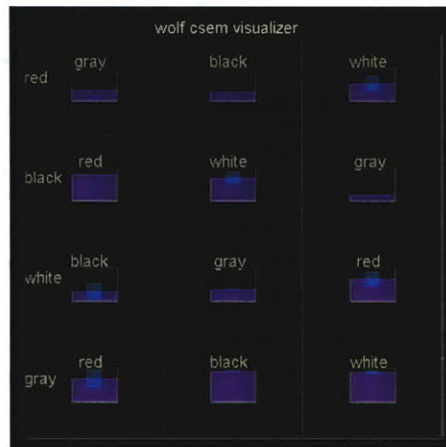 wolf csem visualizer
gray black white
red
red white gray
black
black gray red
white
red black white
gray